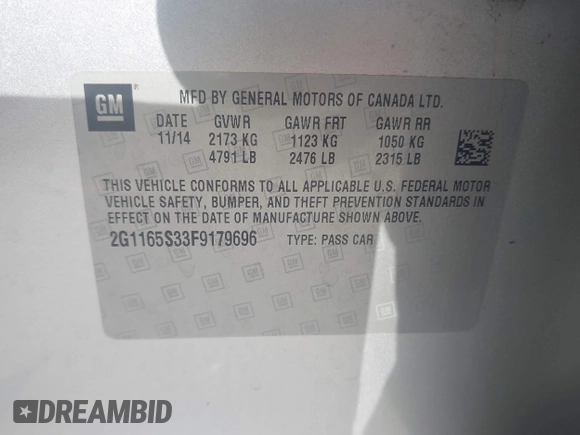 GM
MFD BY GENERAL MOTORS OF CANADA LTD.
DATE GVWR GAWR FRT GAWR RR
11/14 2173 KG 1123 KG 1050 KG
4791 LB 2476 LB 2315 LB
THIS VEHICLE CONFORMS TO ALL APPLICABLE U.S. FEDERAL MOTOR
VEHICLE SAFETY, BUMPER, AND THEFT PREVENTION STANDARDS IN
EFFECT ON THE DATE OF MANUFACTURE SHOWN ABOVE.
2G1165S33F9179696 TYPE: PASS CAR
DREAMBID